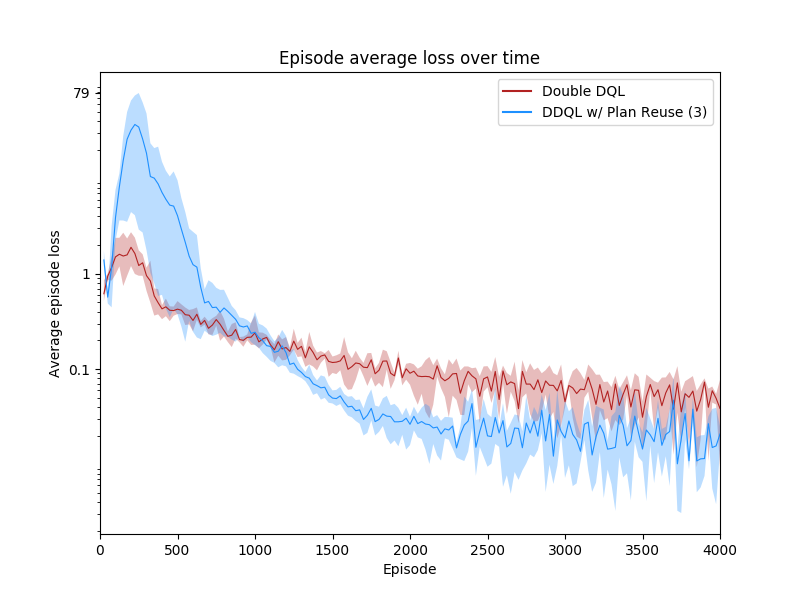 Episode average loss over time
Double DQL
DDQL w/ Plan Reuse (3)
79
1
0.1
Average episode loss
0 500 1000 1500 2000 2500 3000 3500 4000
Episode